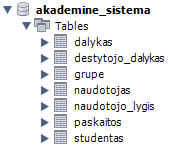 akademine_sistema
Tables
dalykas
destytojo_dalykas
grupe
naudotojas
naudotojo_lygis
paskaitos
studentas